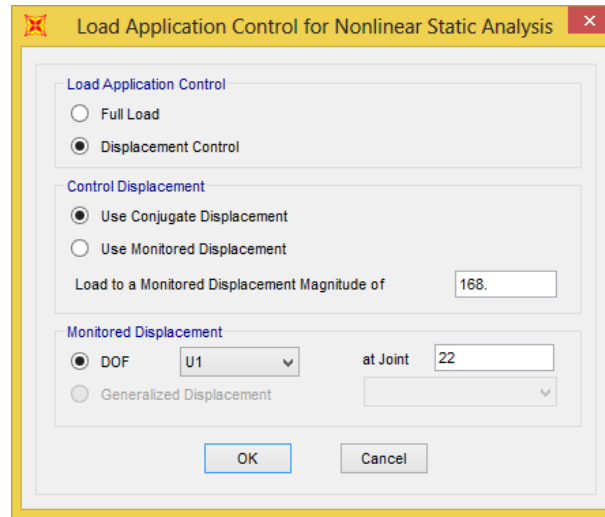 Load Application Control for Nonlinear Static Analysis
Load Application Control
Full Load
Displacement Control
Control Displacement
Use Conjugate Displacement
Use Monitored Displacement
Load to a Monitored Displacement Magnitude of 168.
Monitored Displacement
DOF U1 at Joint 22
Generalized Displacement
OK Cancel